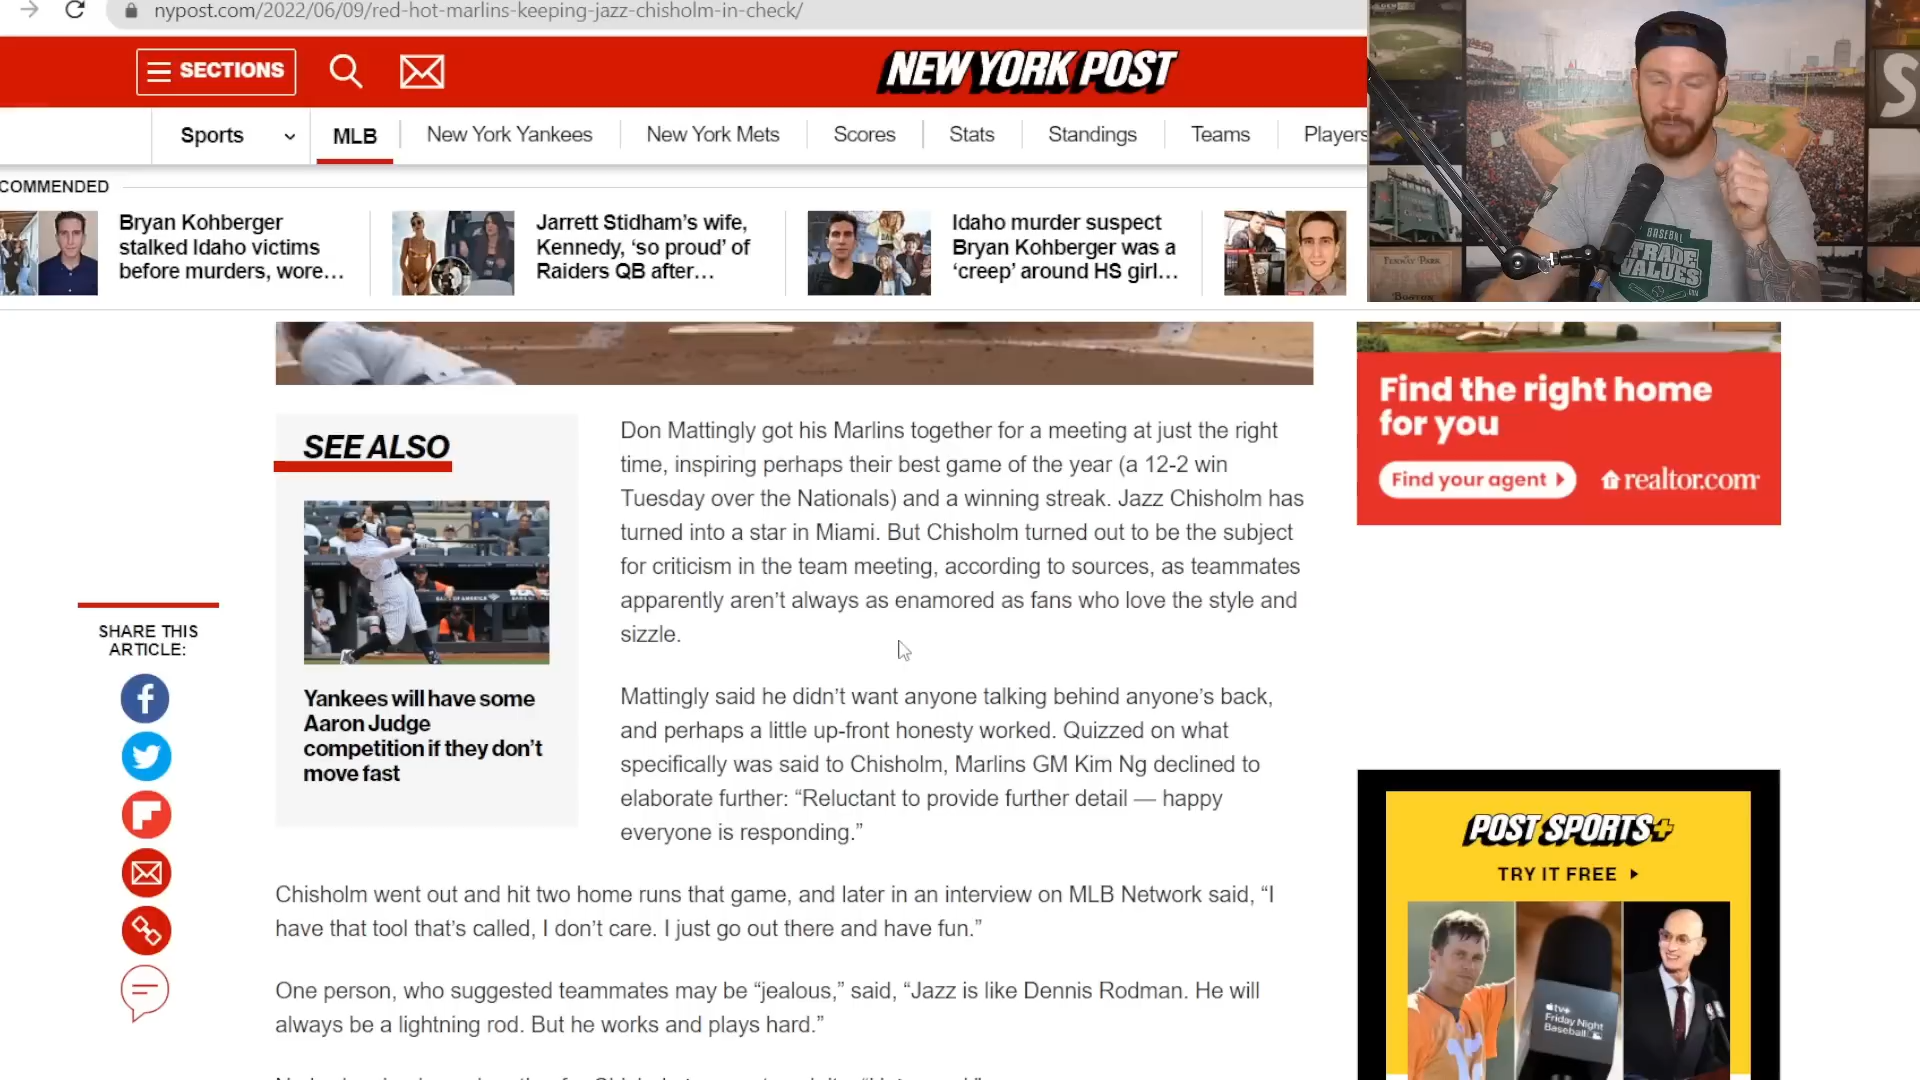 nypost.com/2022/06/09/red-hot-marlins-keeping-jazz-chisholm-in-check/
SECTIONS
NEW YORK POST
Sports
MLB
New York Yankees
New York Mets
Scores
Stats
Standings
Teams
Players
COMMENDED
Bryan Kohberger
stalked Idaho victims
before murders, wore...
Jarrett Stidham’s wife,
Kennedy, ‘so proud’ of
Raiders QB after...
Idaho murder suspect
Bryan Kohberger was a
‘creep’ around HS girl...
BASEBALL
TRADE
VALUES
FENWAY PARK
BOSTON
S
Find the right home
for you
Find your agent
realtor.com
SEE ALSO
Yankees will have some
Aaron Judge
competition if they don’t
move fast
SHARE THIS
ARTICLE:
Don Mattingly got his Marlins together for a meeting at just the right
time, inspiring perhaps their best game of the year (a 12-2 win
Tuesday over the Nationals) and a winning streak. Jazz Chisholm has
turned into a star in Miami. But Chisholm turned out to be the subject
for criticism in the team meeting, according to sources, as teammates
apparently aren’t always as enamored as fans who love the style and
sizzle.
Mattingly said he didn’t want anyone talking behind anyone’s back,
and perhaps a little up-front honesty worked. Quizzed on what
specifically was said to Chisholm, Marlins GM Kim Ng declined to
elaborate further: “Reluctant to provide further detail — happy
everyone is responding.”
Chisholm went out and hit two home runs that game, and later in an interview on MLB Network said, “I
have that tool that’s called, I don’t care. I just go out there and have fun.”
One person, who suggested teammates may be “jealous,” said, “Jazz is like Dennis Rodman. He will
always be a lightning rod. But he works and plays hard.”
POST SPORTS+
TRY IT FREE
tv+
Friday Night
Baseball